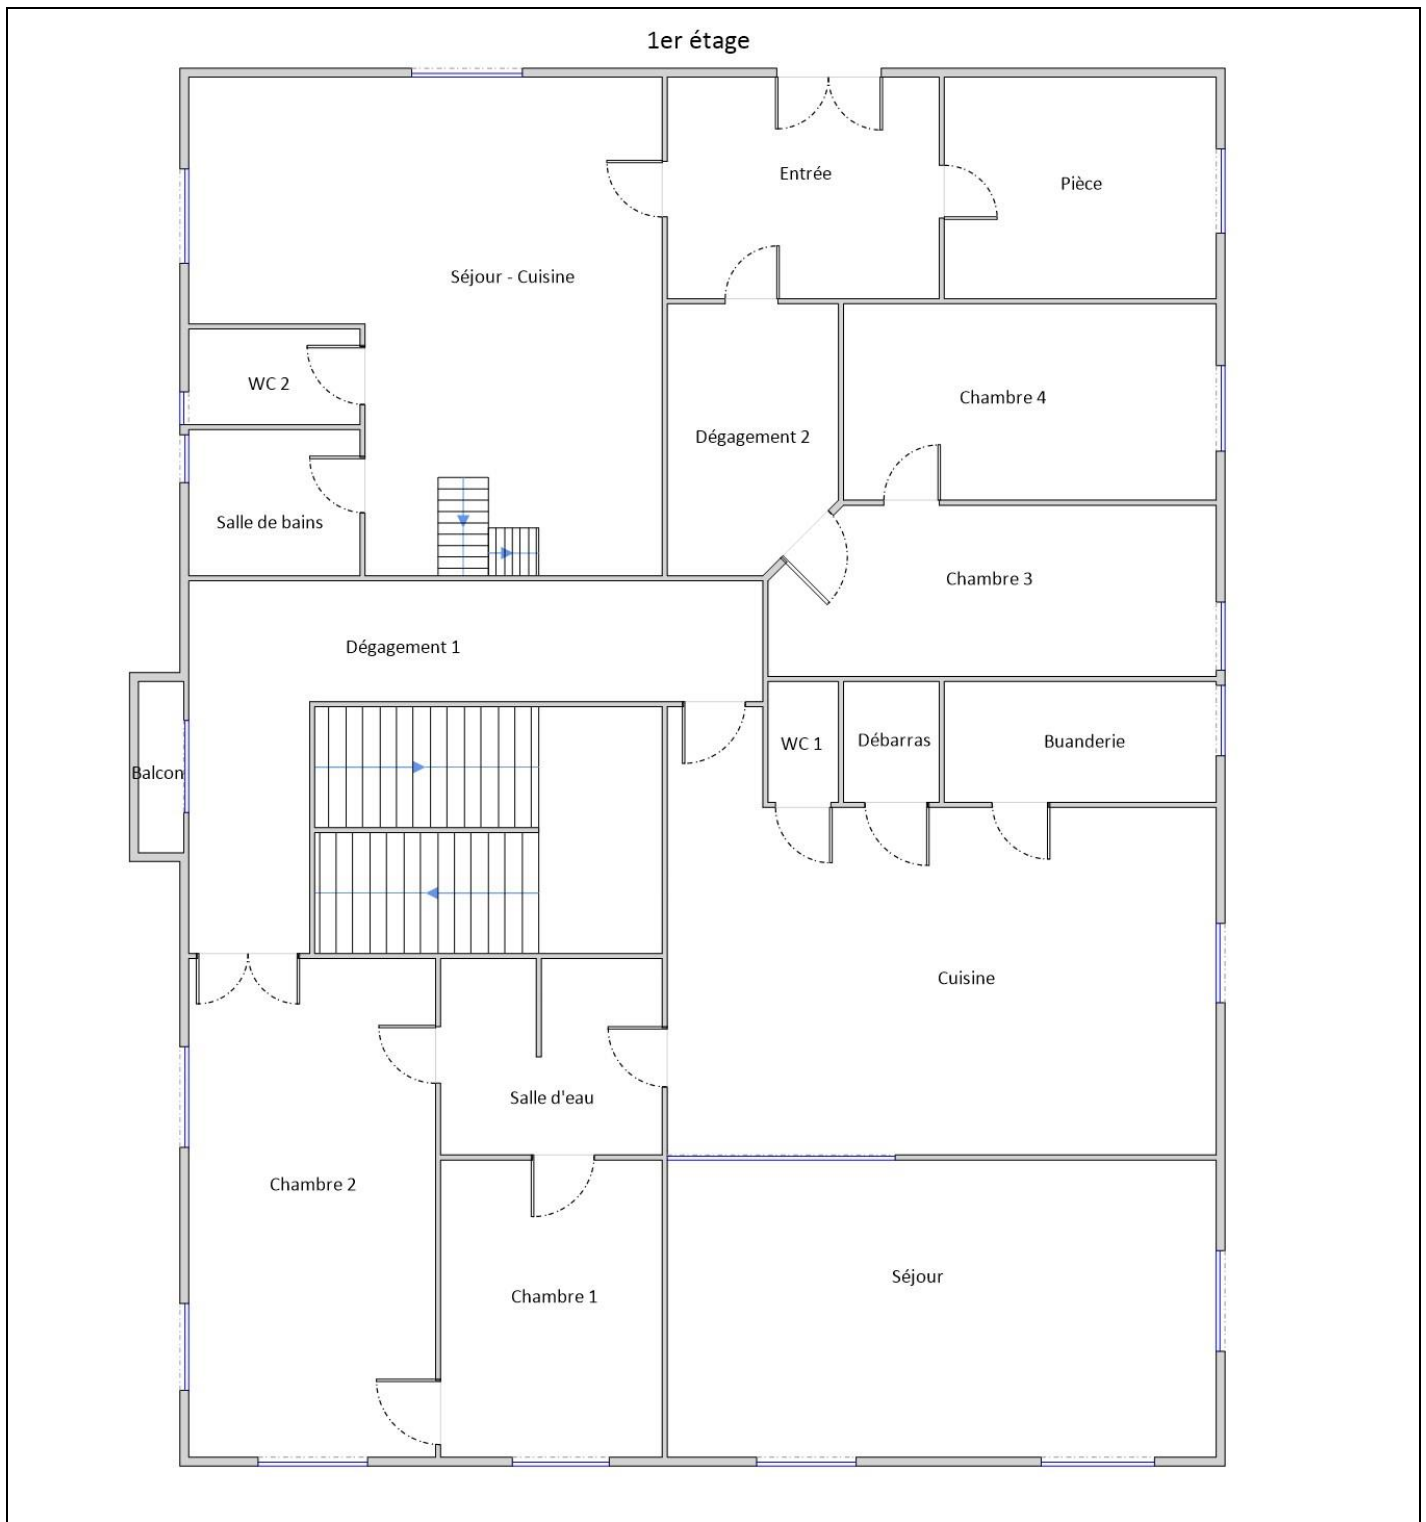 1er étage
Entrée
Pièce
Séjour - Cuisine
WC 2
Chambre 4
Dégagement 2
Salle de bains
Chambre 3
Dégagement 1
WC 1
Débarras
Buanderie
Balcon
Cuisine
Salle d'eau
Chambre 2
Séjour
Chambre 1